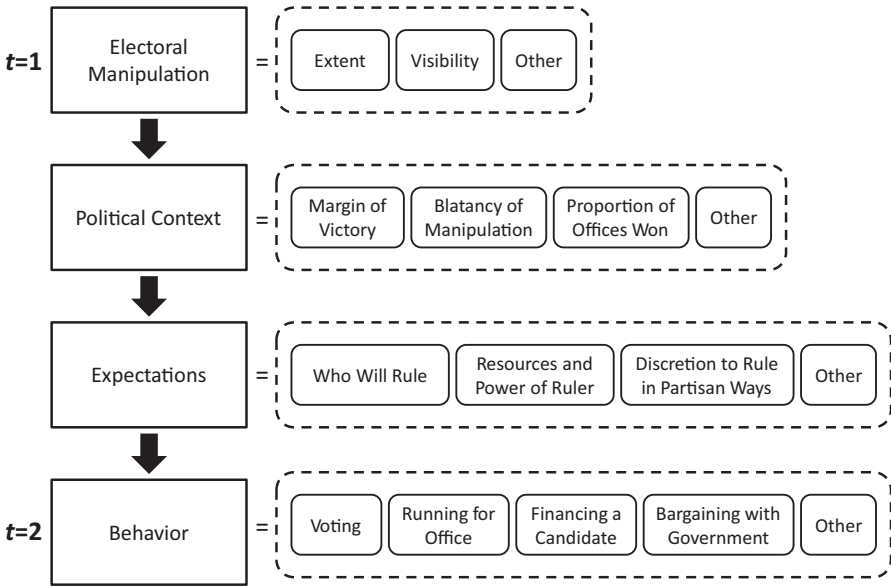 t=1
Electoral
Manipulation
=
Extent
Visibility
Other
Political Context
=
Margin of
Victory
Blatancy of
Manipulation
Proportion of
Offices Won
Other
Expectations
=
Who Will Rule
Resources and
Power of Ruler
Discretion to Rule
in Partisan Ways
Other
t=2
Behavior
=
Voting
Running for
Office
Financing a
Candidate
Bargaining with
Government
Other